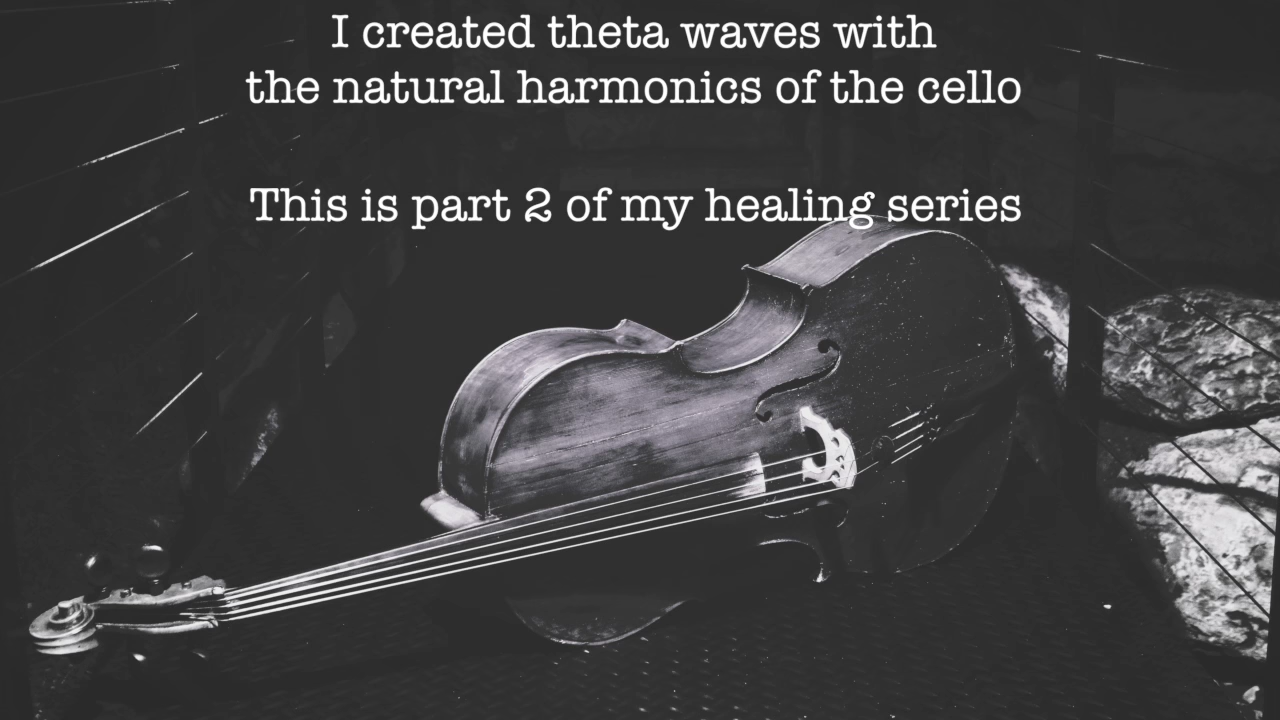 I created theta waves with
the natural harmonics of the cello
This is part 2 of my healing series